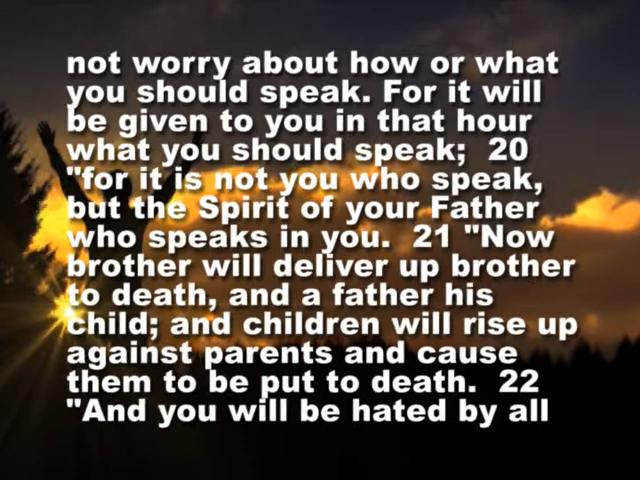 not worry about how or what
you should speak. For it will
be given to you in that hour
what you should speak;  20
"for it is not you who speak,
but the Spirit of your Father
who speaks in you.  21 "Now
brother will deliver up brother
to death, and a father his
child; and children will rise up
against parents and cause
them to be put to death.  22
"And you will be hated by all